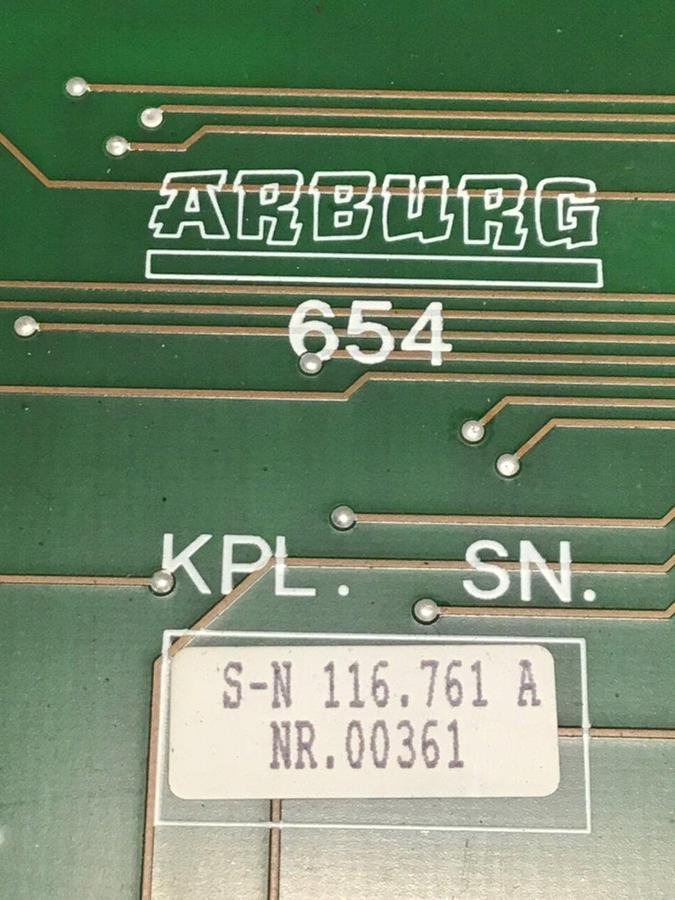 ARBURG
654
KPL. SN.
S-N 116.761 A
NR.00361